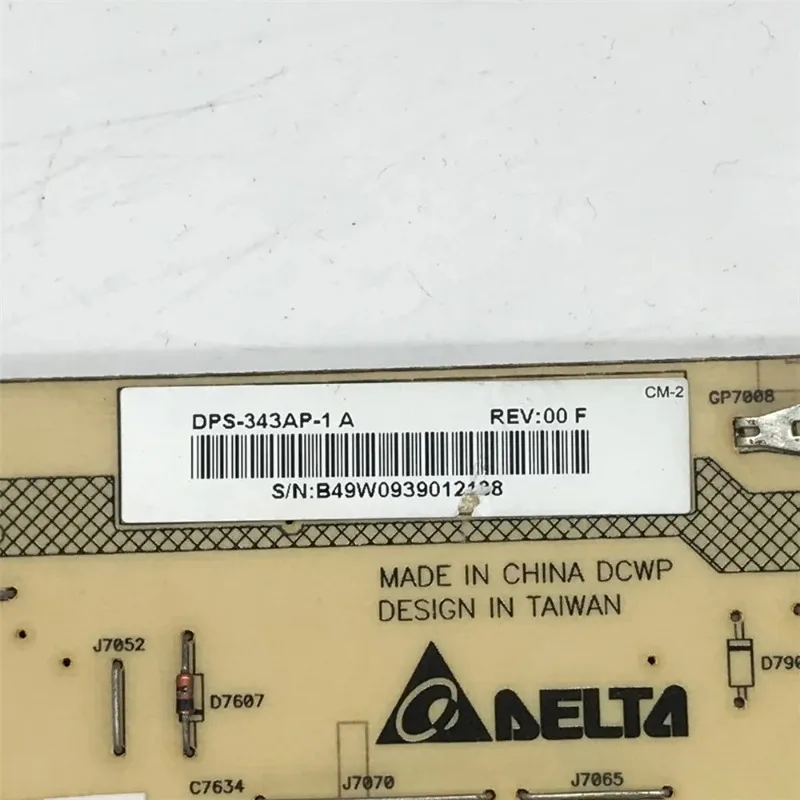 CM-2
DPS-343AP-1 A REV:00 F
GP7008
MADE IN CHINA DCWP
DESIGN IN TAIWAN
J7052
D7607
DELTA
C7634
J7070
J7065